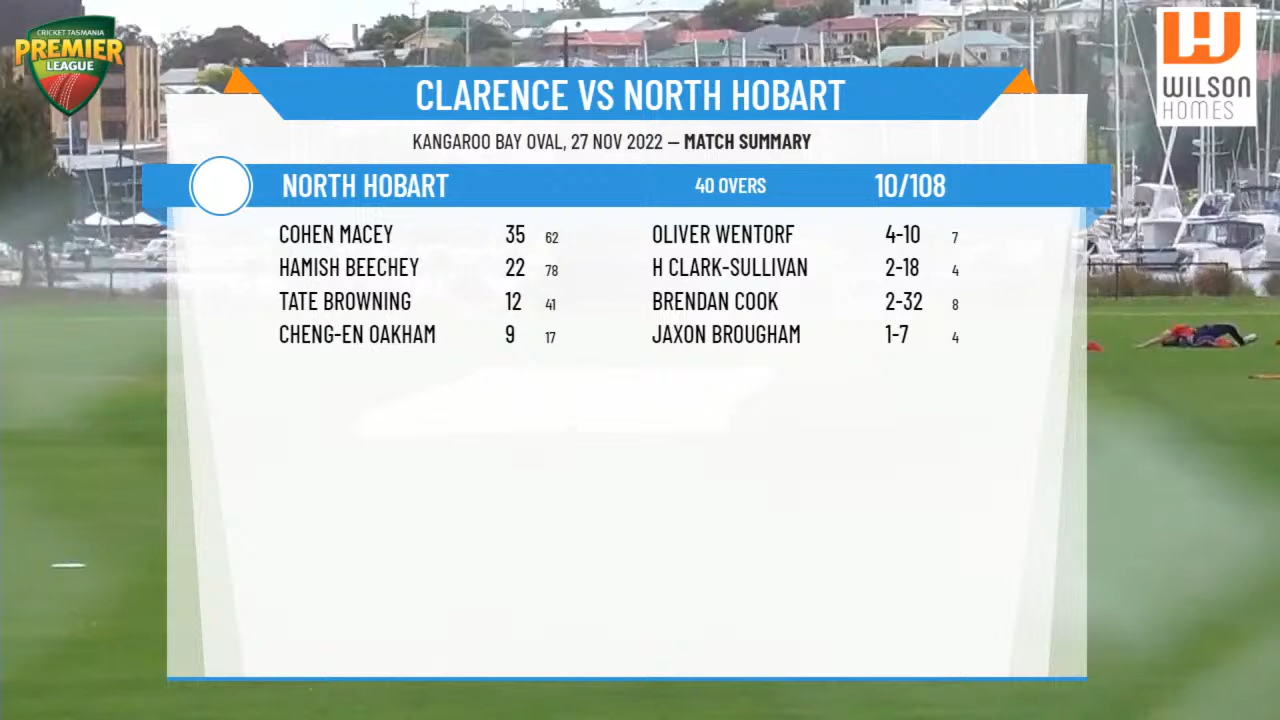 CRICKET TASMANIA
PREMIER
LEAGUE
WILSON
HOMES
CLARENCE VS NORTH HOBART
KANGAROO BAY OVAL, 27 NOV 2022 – MATCH SUMMARY
NORTH HOBART 40 OVERS 10/108
COHEN MACEY 35 62 OLIVER WENTORF 4-10 7
HAMISH BEECHEY 22 78 H CLARK-SULLIVAN 2-18 4
TATE BROWNING 12 41 BRENDAN COOK 2-32 8
CHENG-EN OAKHAM 9 17 JAXON BROUGHAM 1-7 4